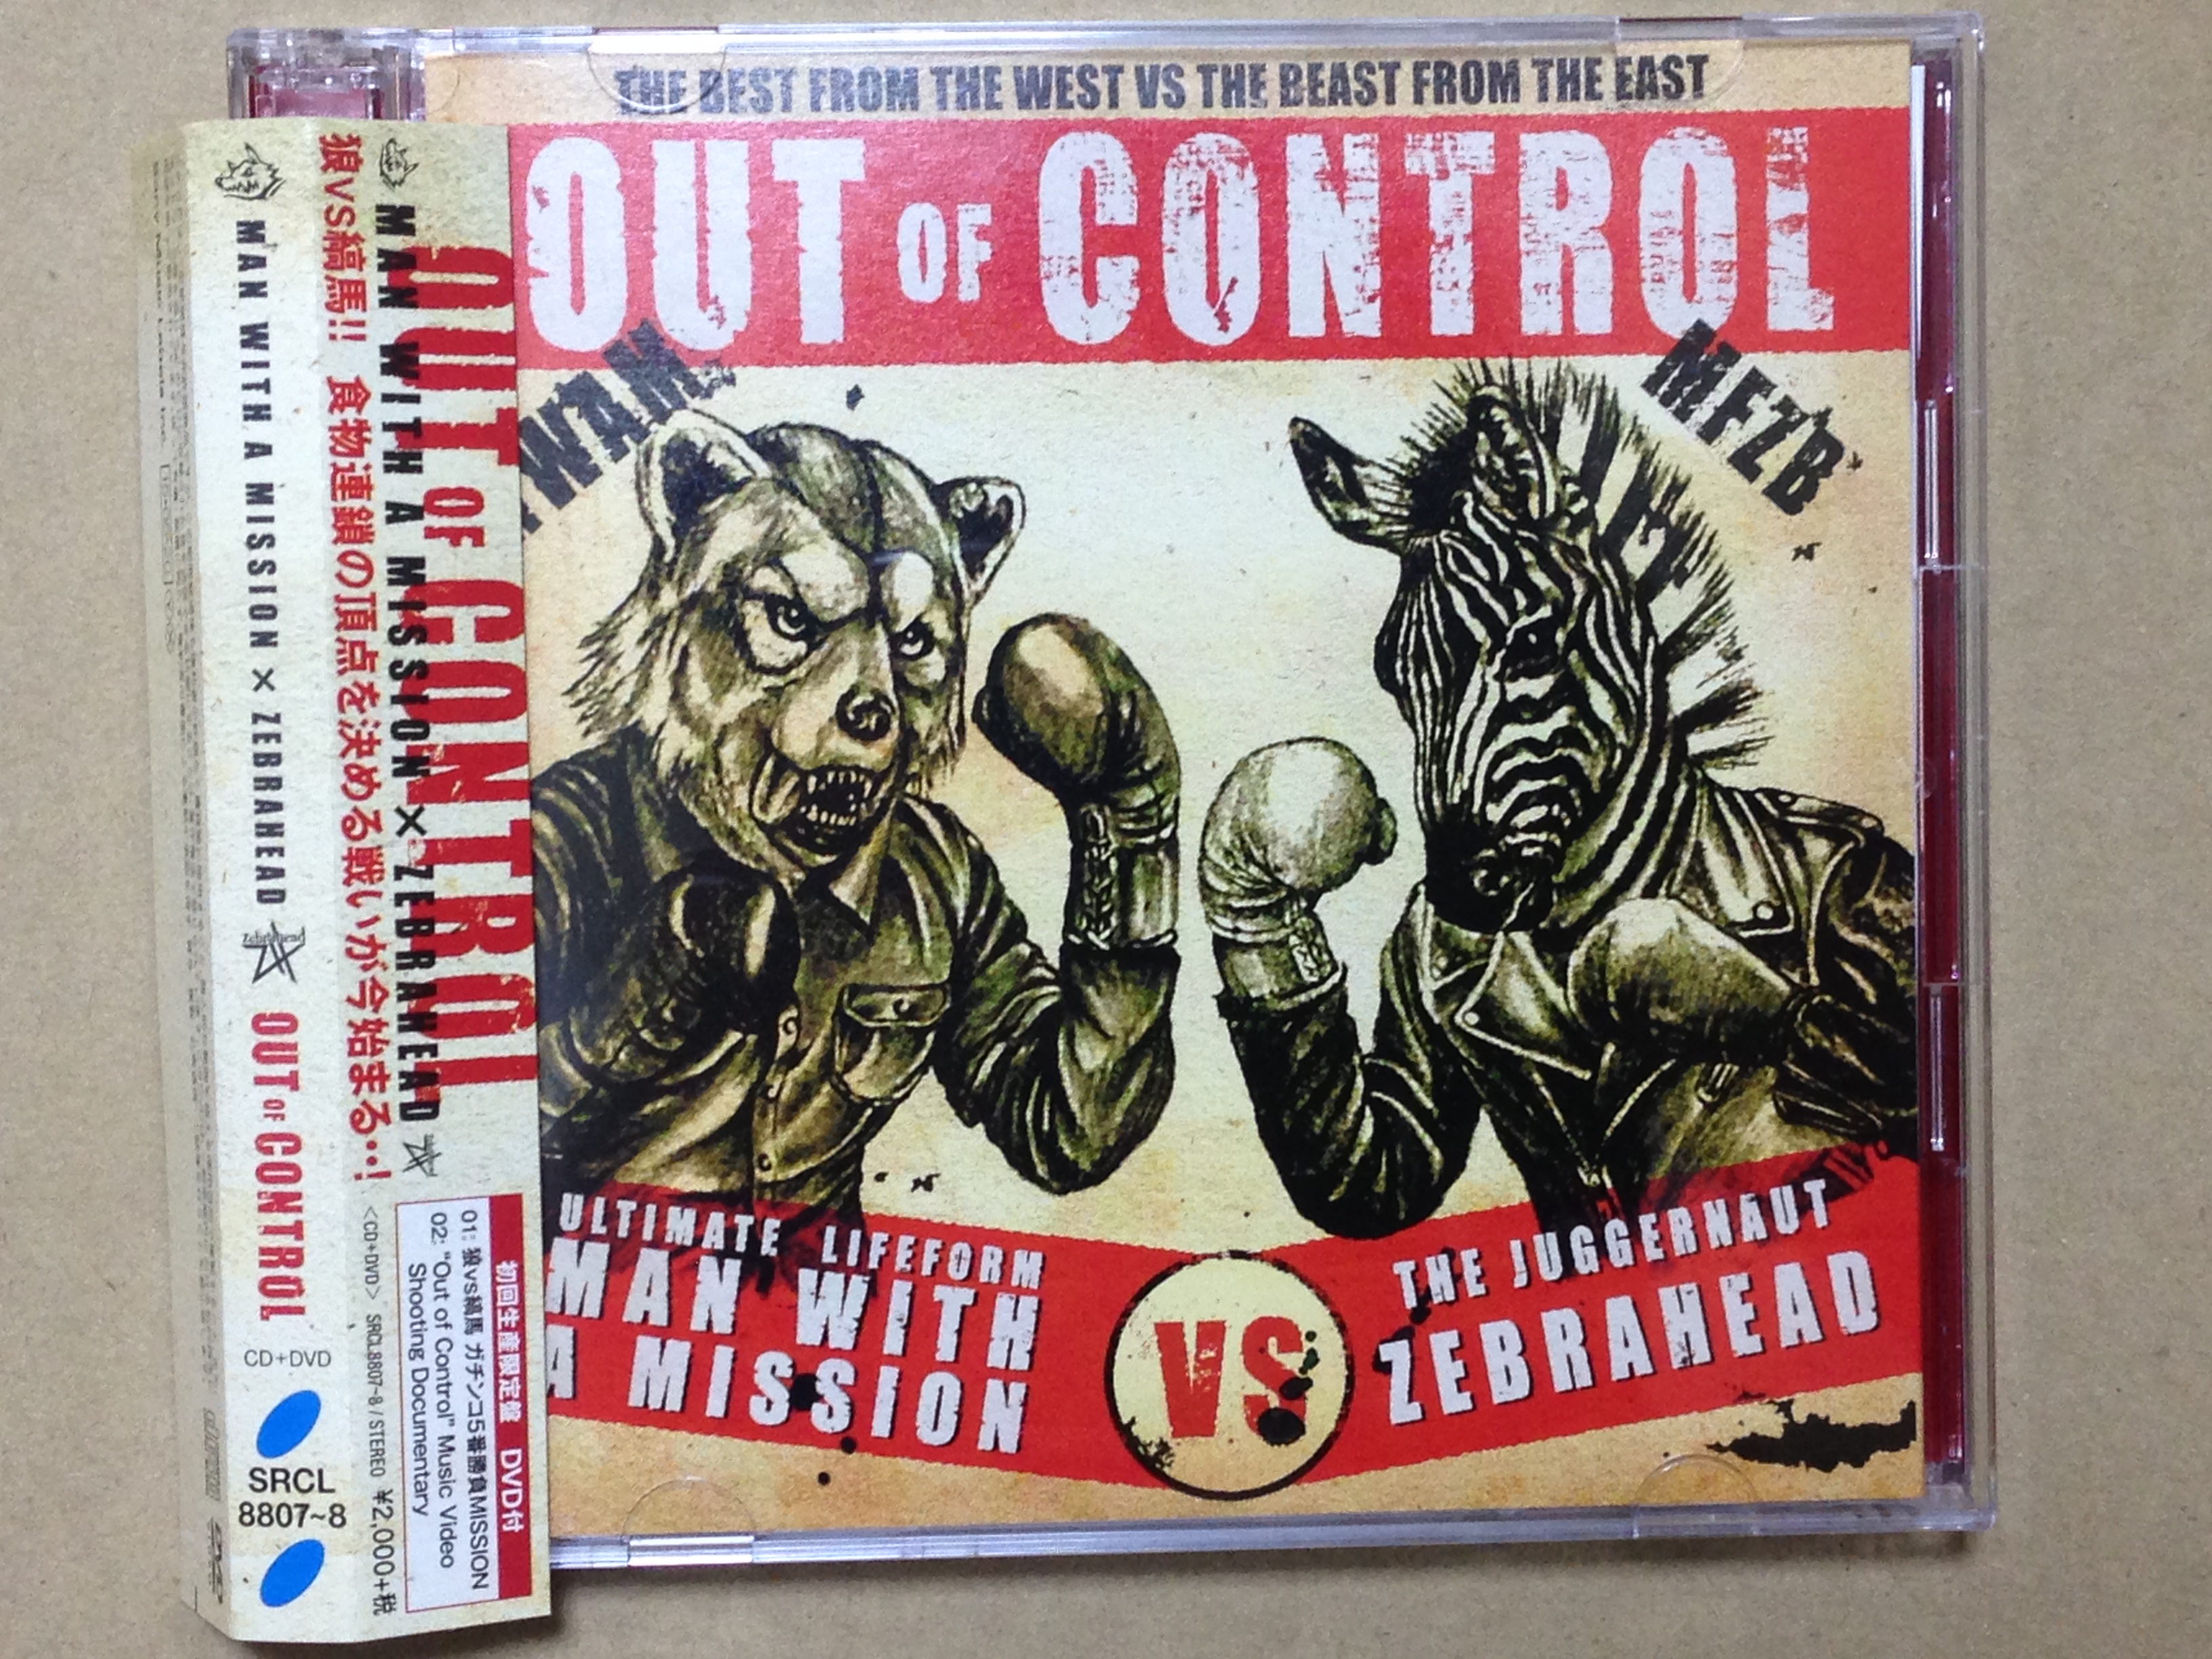 THE BEST FROM THE WEST VS THE BEAST FROM THE EAST
OUT OF CONTROL
MWAM
MFZB
ULTIMATE LIFEFORM
MAN WITH
A MISSION
VS
THE JUGGERNAUT
ZEBRAHEAD
OUT OF CONTROL
MAN WITH A MISSION × ZEBRAHEAD
狼vs縞馬!! 食物連鎖の頂点を決める戦いが今始まる…!
初回生産限定盤 DVD付
01: 狼vs縞馬 ガチンコ5番勝負MISSION
02: "Out of Control" Music Video
Shooting Documentary
<CD+DVD> SRCL8807~8 / STEREO ¥2,000+税
MAN WITH A MISSION × ZEBRAHEAD
Zebrahead
OUT OF CONTROL
CD+DVD
SRCL
8807~8